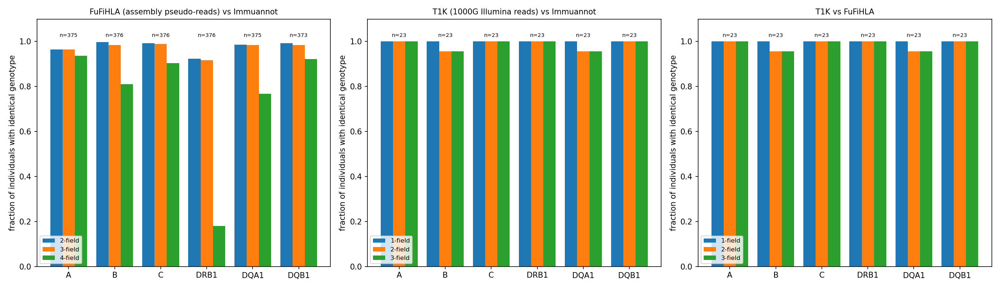 FuFiHLA (assembly pseudo-reads) vs Immuannot
fraction of individuals with identical genotype
1.0
0.8
0.6
0.4
0.2
0.0
n=375
n=376
n=376
n=376
n=375
n=373
2-field
3-field
4-field
A
B
C
DRB1
DQA1
DQB1
T1K (1000G Illumina reads) vs Immuannot
fraction of individuals with identical genotype
1.0
0.8
0.6
0.4
0.2
0.0
n=23
n=23
n=23
n=23
n=23
n=23
1-field
2-field
3-field
A
B
C
DRB1
DQA1
DQB1
T1K vs FuFiHLA
fraction of individuals with identical genotype
1.0
0.8
0.6
0.4
0.2
0.0
n=23
n=23
n=23
n=23
n=23
n=23
1-field
2-field
3-field
A
B
C
DRB1
DQA1
DQB1